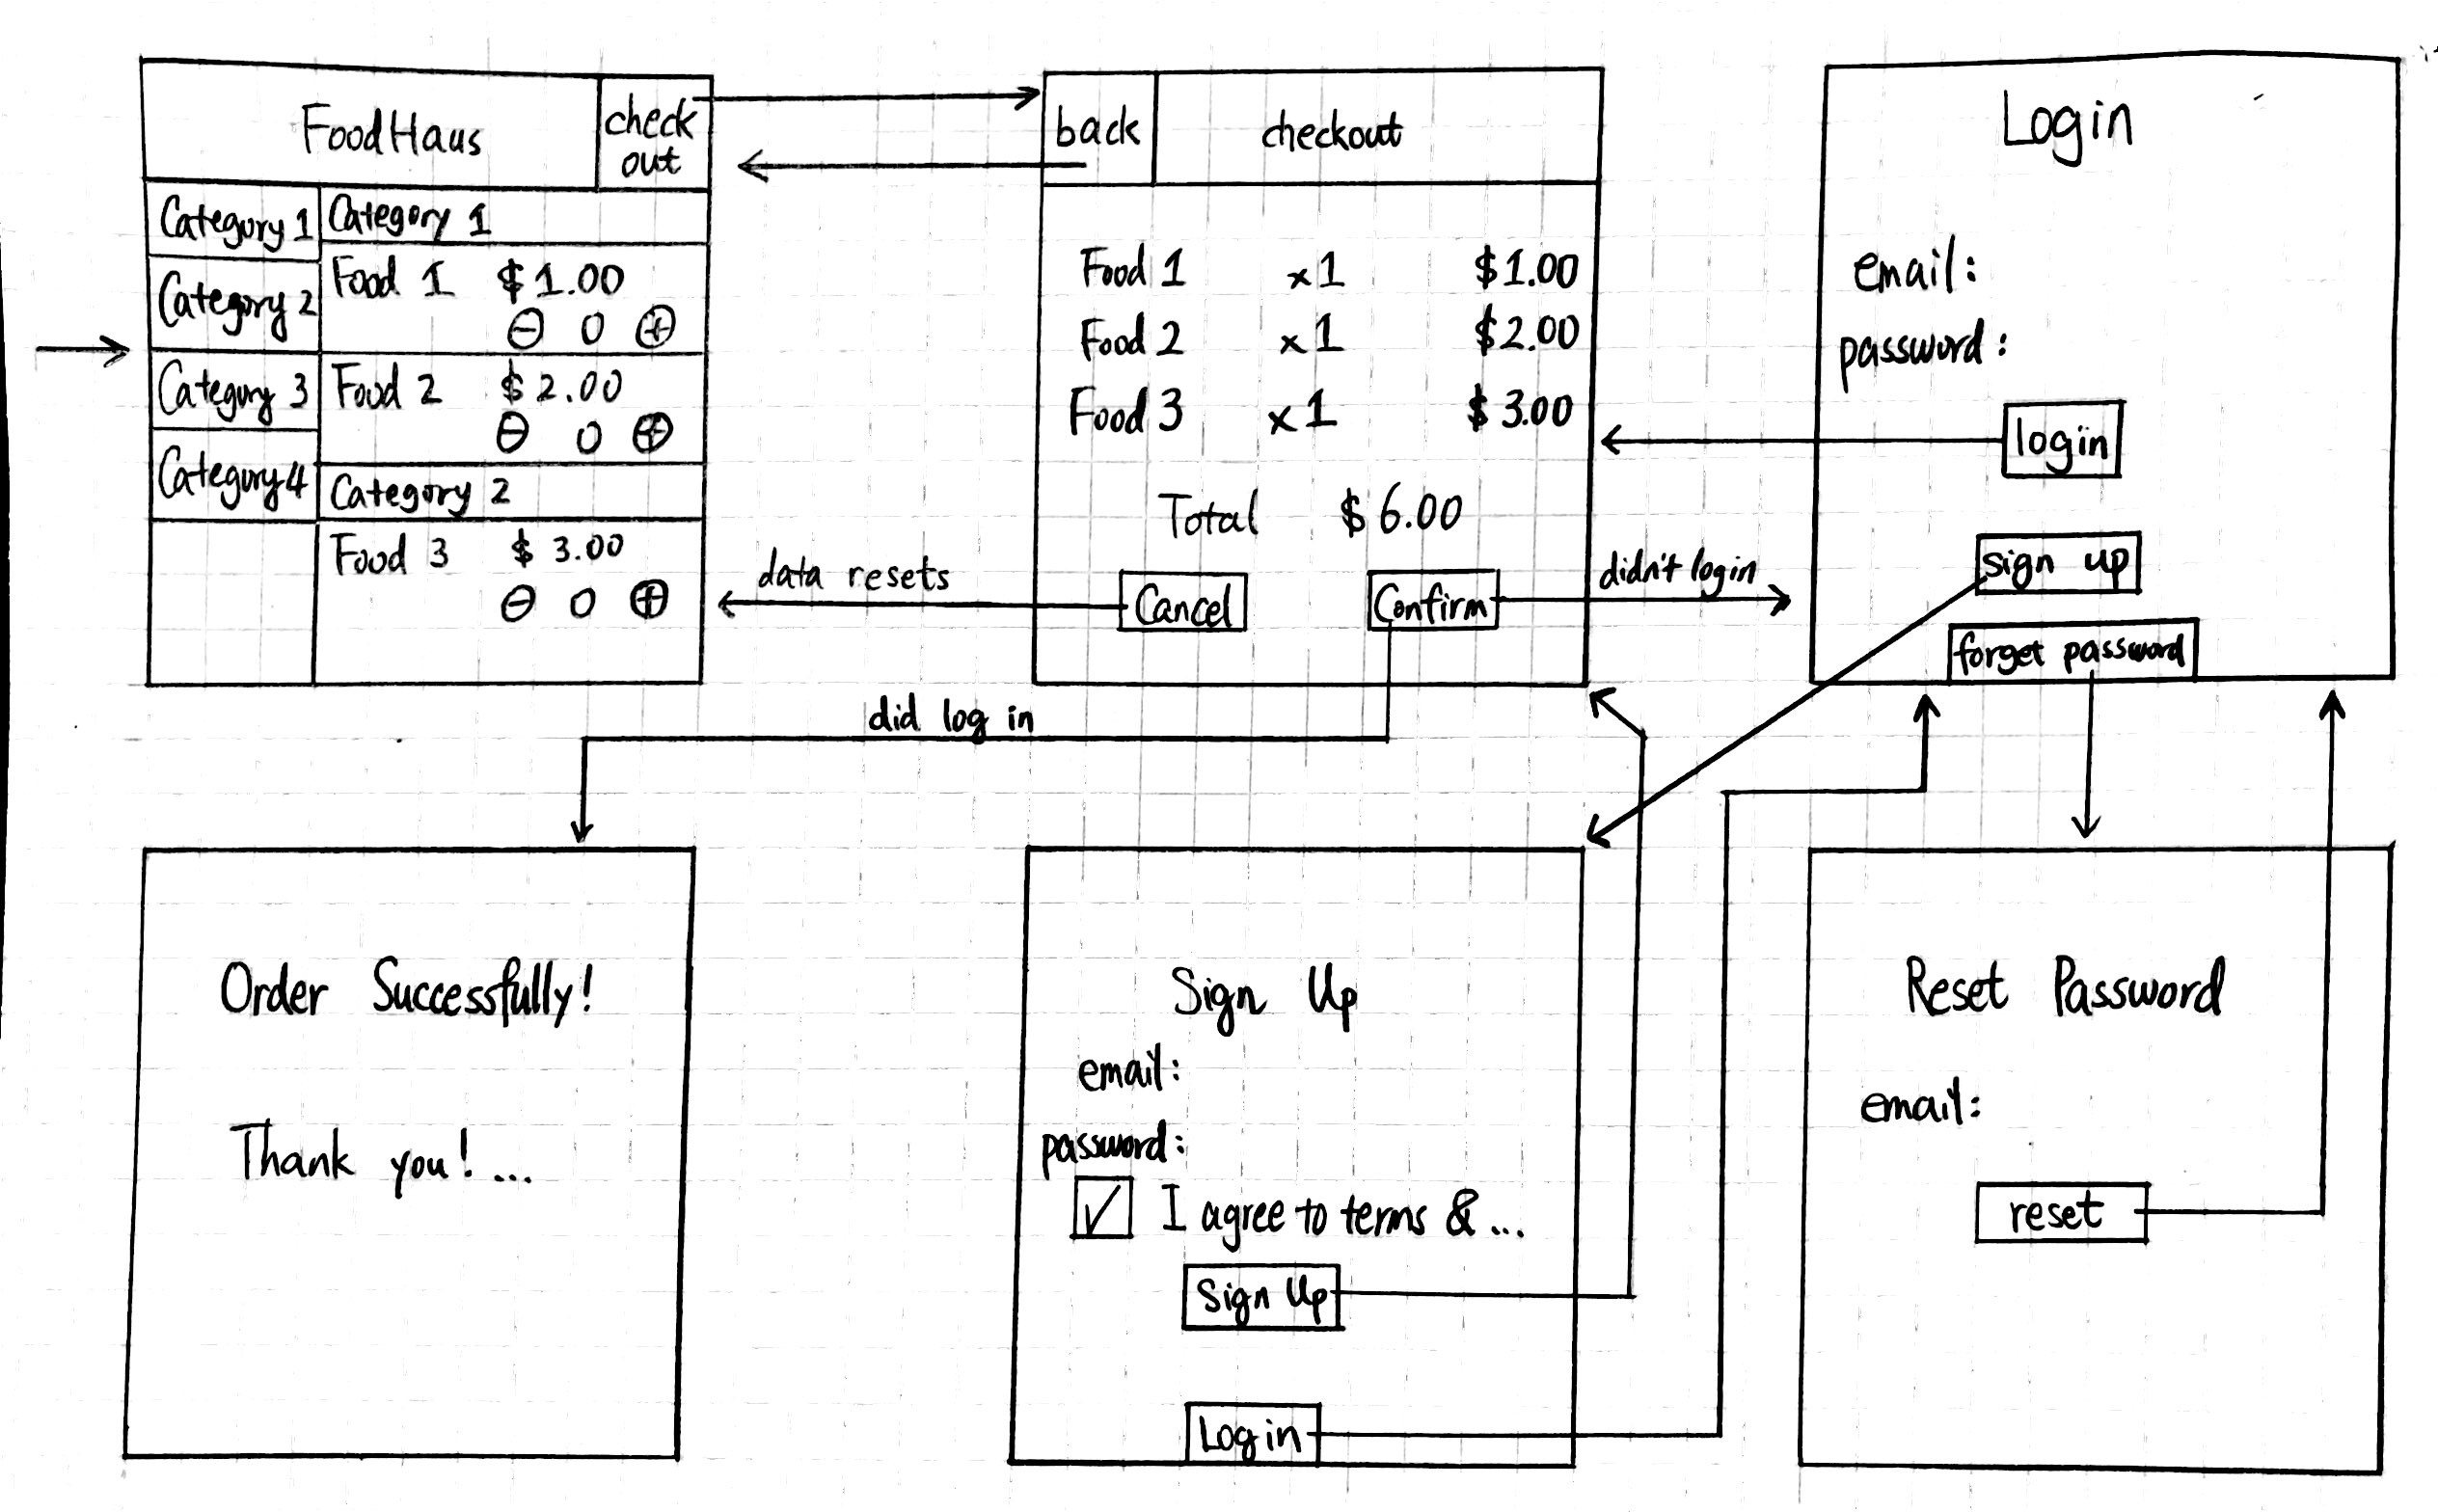 FoodHaus
check
out
Category 1
Category 2
Category 3
Category 4
Category 1
Food 1 $1.00
⊖ 0 ⊕
Food 2 $2.00
⊖ 0 ⊕
Category 2
Food 3 $3.00
⊖ 0 ⊕
back
checkout
Food 1 x1 $1.00
Food 2 x1 $2.00
Food 3 x1 $3.00
Total $6.00
Cancel
Confirm
data resets
didn't login
did log in
Login
email:
password:
login
sign up
forget password
Order Successfully!
Thank you!...
Sign Up
email:
password:
I agree to terms & ...
Sign Up
Log in
Reset Password
email:
reset